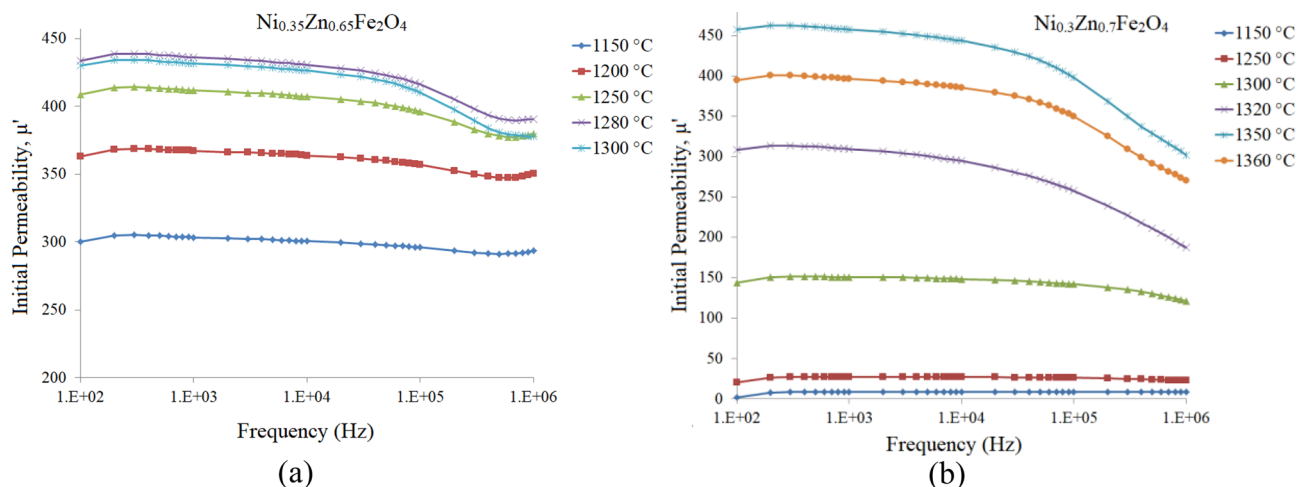 Ni0.35Zn0.65Fe2O4
450
400
350
300
250
200
1.E+02
1.E+03
1.E+04
1.E+05
1.E+06
Initial Permeability, µ'
Frequency (Hz)
1150 °C
1200 °C
1250 °C
1280 °C
1300 °C
(a)
Ni0.3Zn0.7Fe2O4
450
400
350
300
250
200
150
100
50
0
1.E+02
1.E+03
1.E+04
1.E+05
1.E+06
Initial Permeability, µ'
Frequency (Hz)
1150 °C
1250 °C
1300 °C
1320 °C
1350 °C
1360 °C
(b)